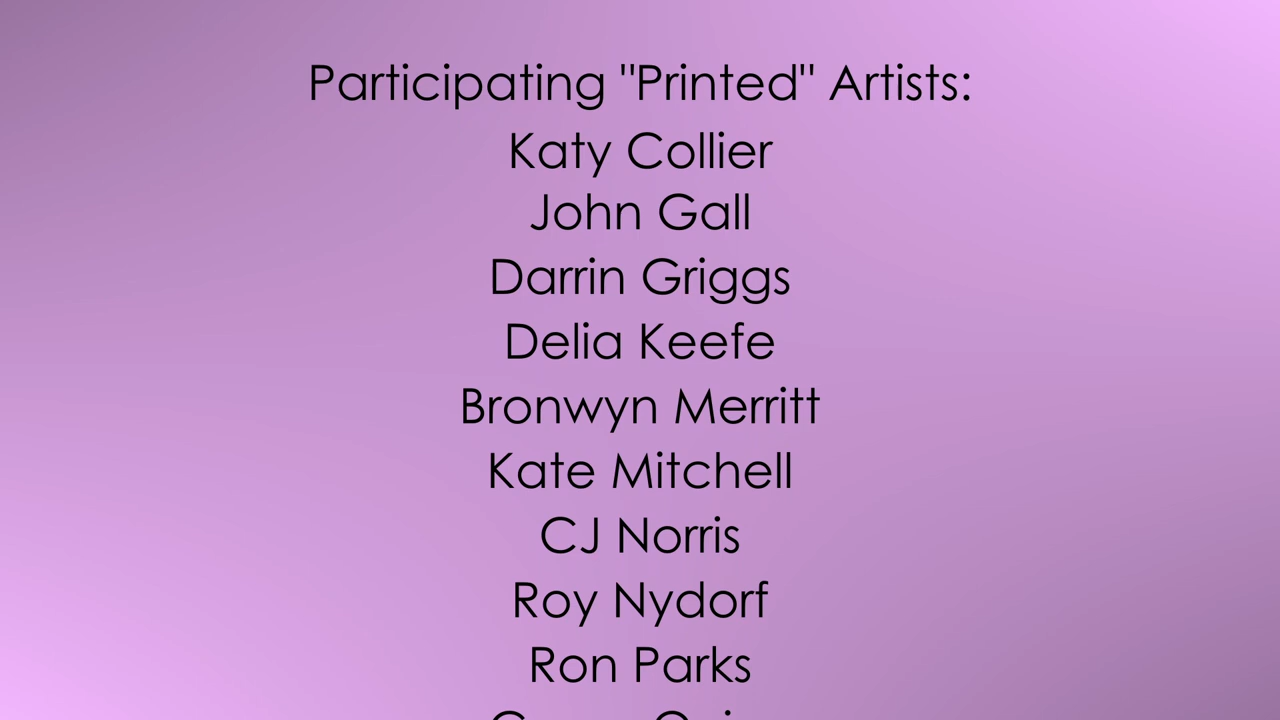 Participating "Printed" Artists:
Katy Collier
John Gall
Darrin Griggs
Delia Keefe
Bronwyn Merritt
Kate Mitchell
CJ Norris
Roy Nydorf
Ron Parks